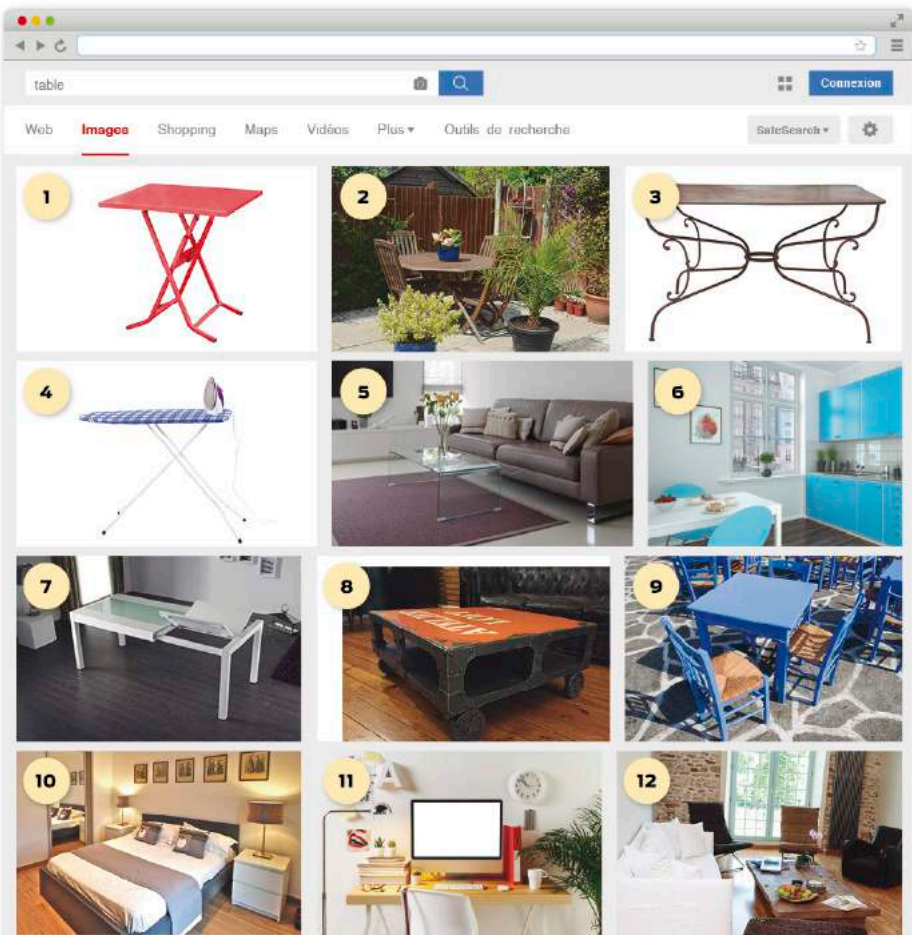 table
Connexion
Web Images Shopping Maps Vidéos Plus Outils de recherche
SafeSearch
1 2 3
4 5 6
7 8 9
10 11 12